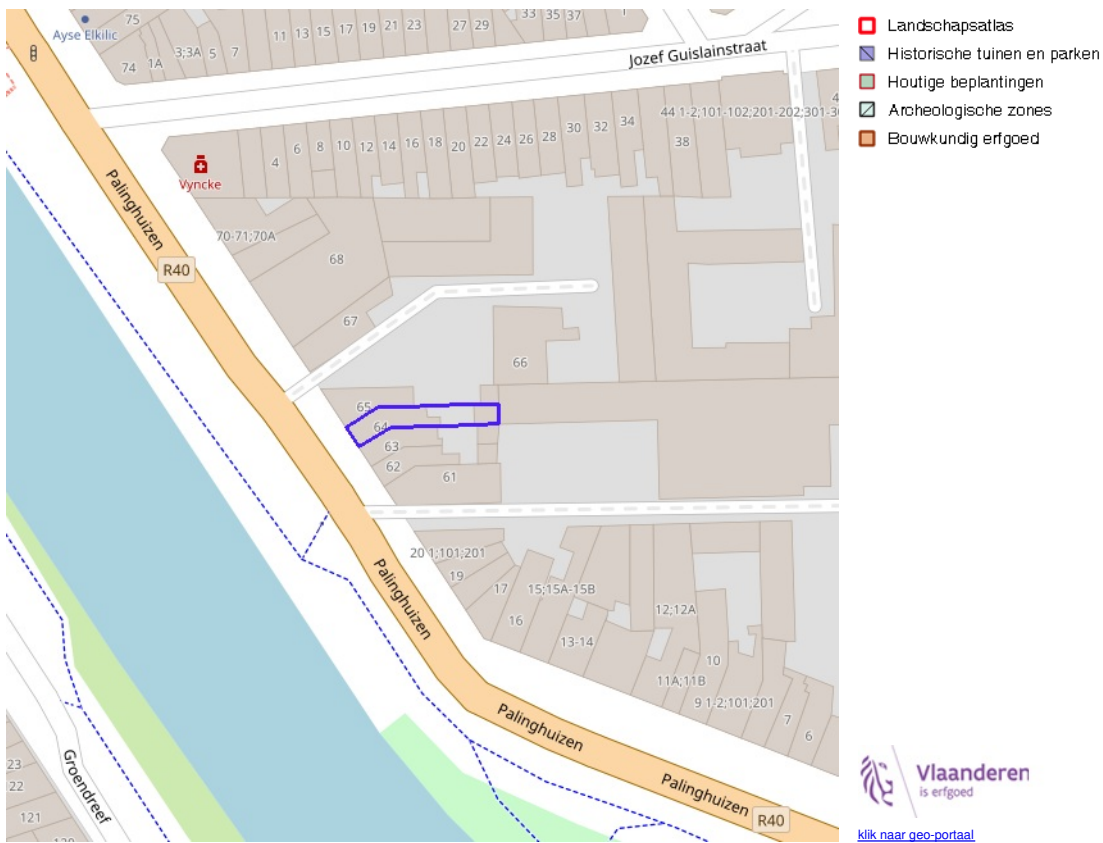 75
Ayse Elkilic
74
1A
3;3A
5
7
11
13
15
17
19
21
23
27
29
33
35
37
Jozef Guislainstraat
Vyncke
4
6
8
10
12
14
16
18
20
22
24
26
28
30
32
34
44 1-2;101-102;201-202;301-30
38
4
Palinghuizen
R40
70-71;70A
68
67
66
65
64
63
62
61
20 1;101;201
19
17
16
15;15A-15B
13-14
12;12A
11A;11B
10
9 1-2;101;201
7
6
Palinghuizen
Palinghuizen
Palinghuizen
R40
Groendreef
23
22
121
Landschapsatlas
Historische tuinen en parken
Houtige beplantingen
Archeologische zones
Bouwkundig erfgoed
Vlaanderen
is erfgoed
klik naar geo-portaal